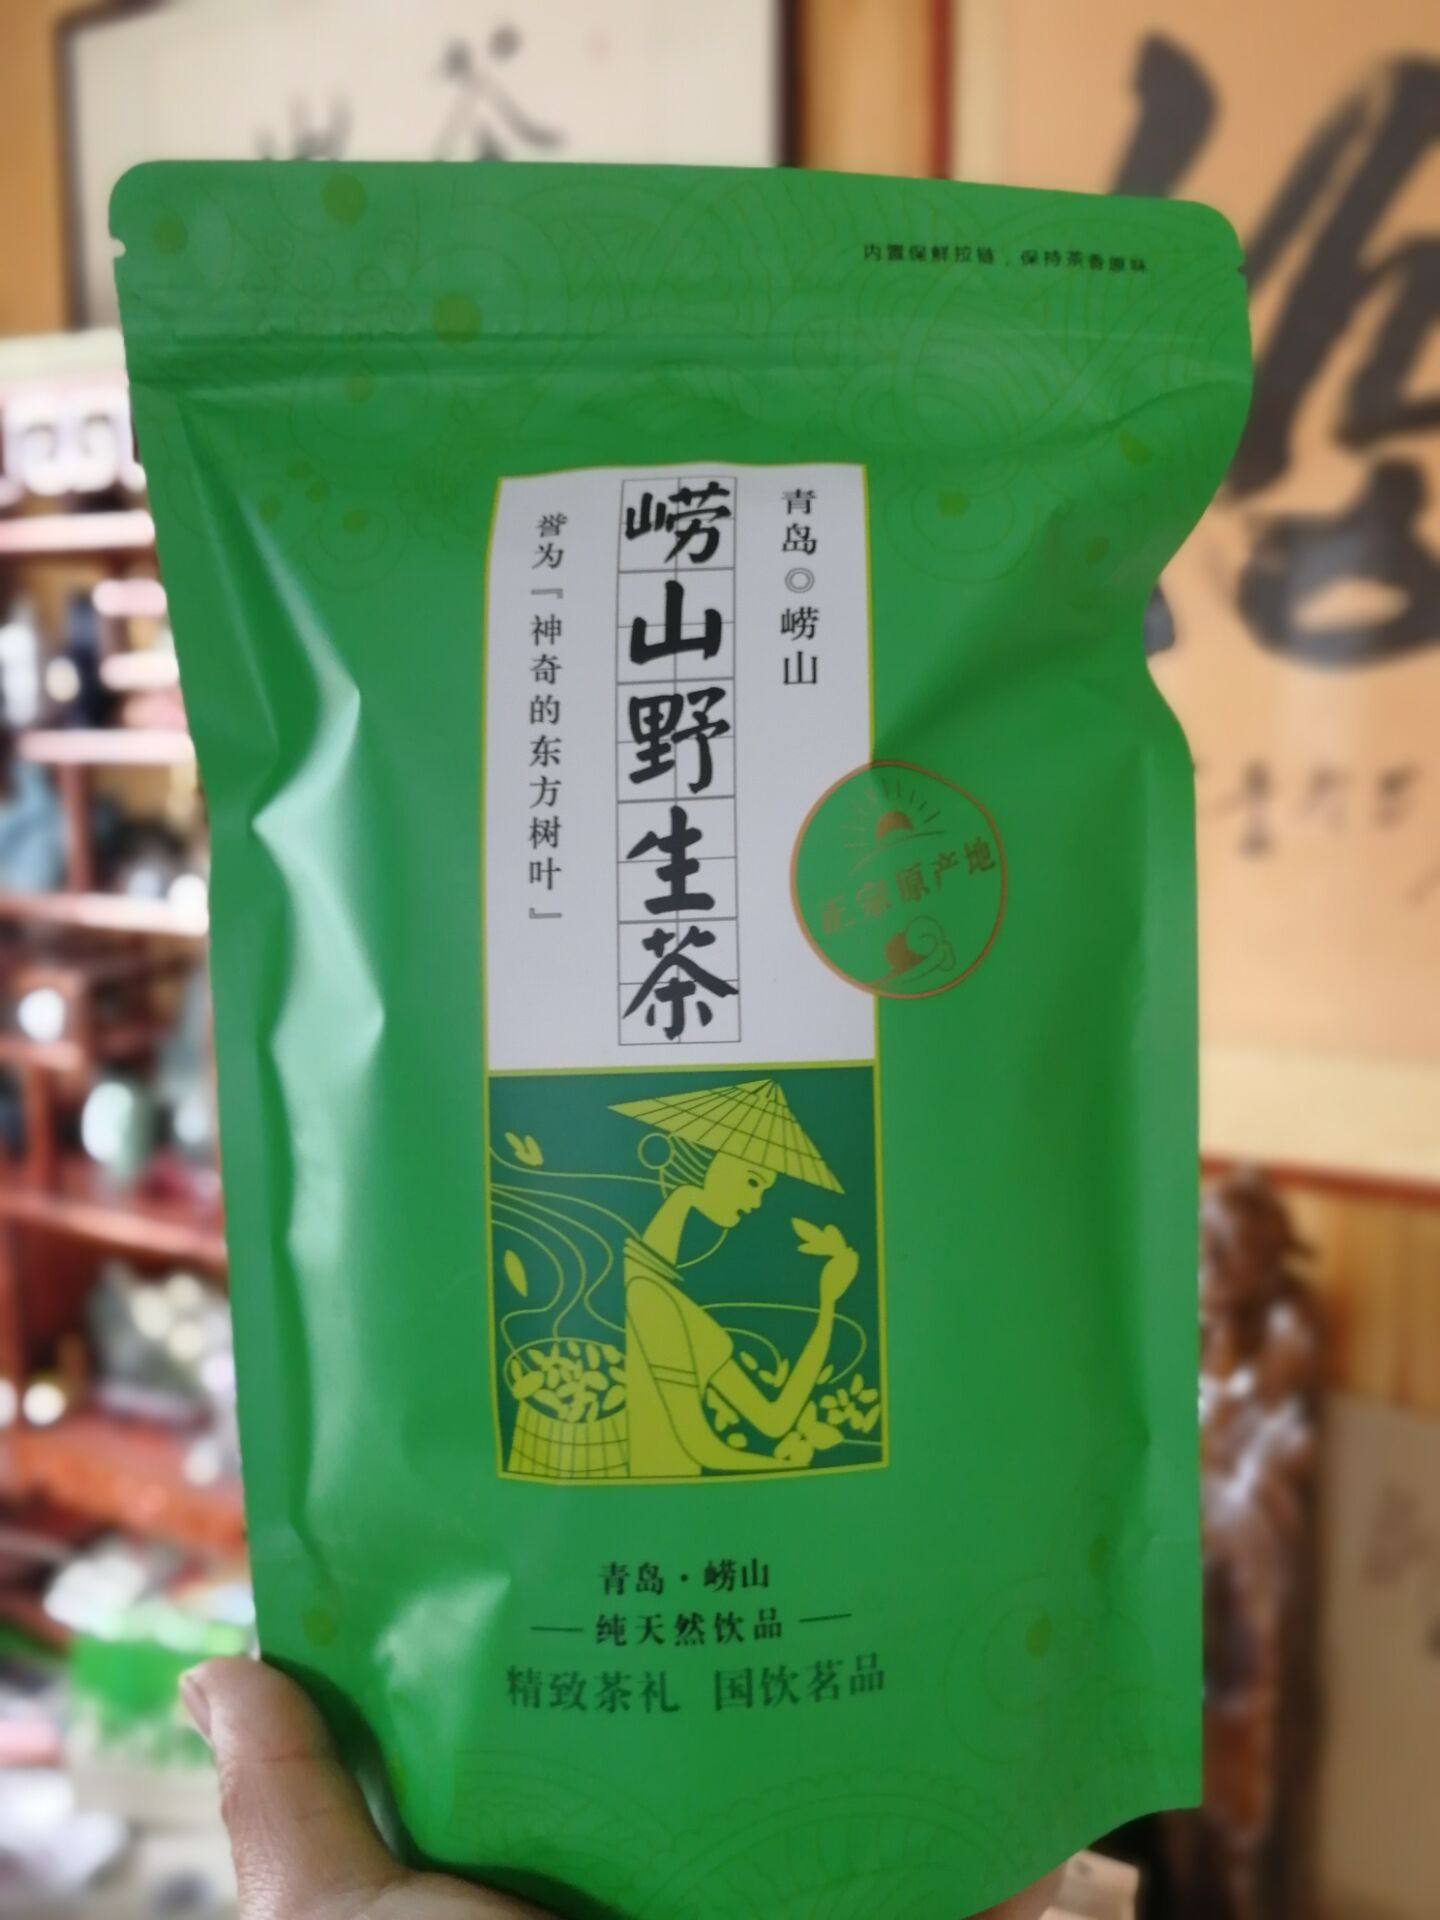 茶
内置保鲜拉链，保持茶香原味
青岛◎崂山
崂山野生茶
誉为『神奇的东方树叶』
正宗原产地
青岛·崂山
纯天然饮品
精致茶礼 国饮茗品